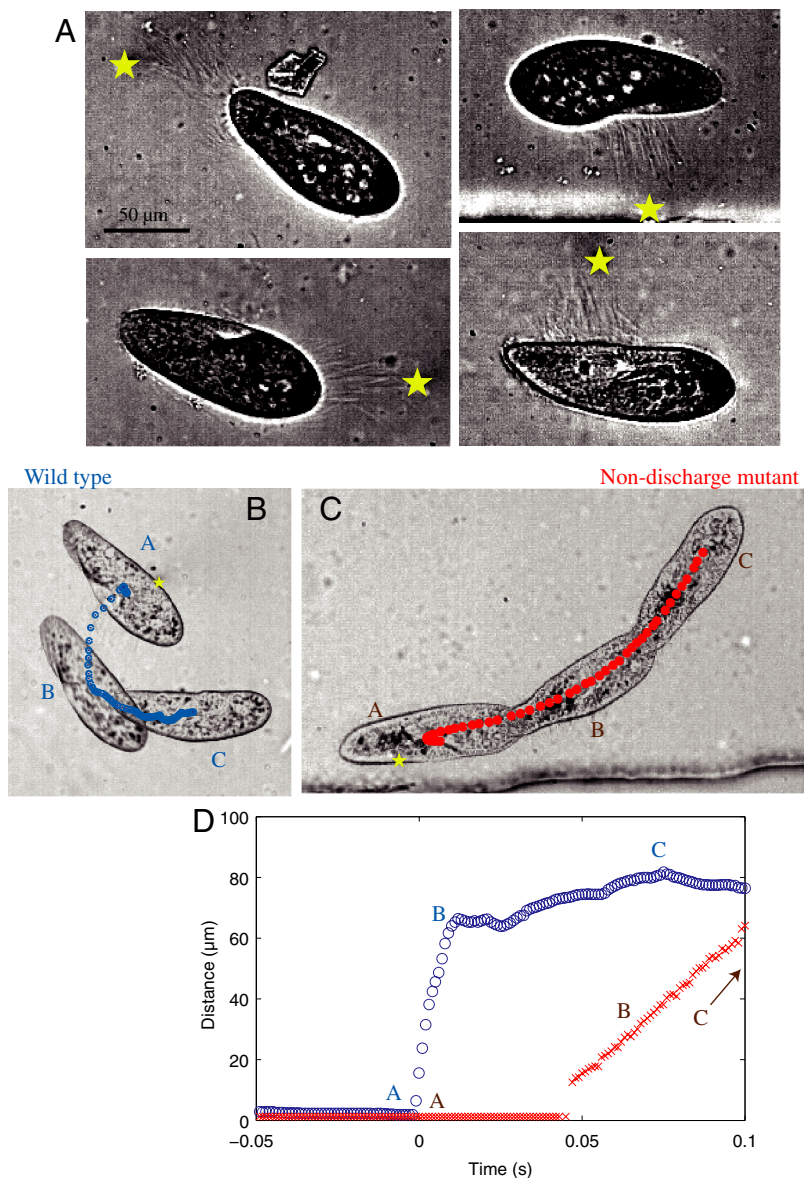 A
50 µm
Wild type
B
A
B
C
Non-discharge mutant
C
A
B
C
D
100
80
60
40
20
0
Distance (µm)
A
B
C
A
B
C
−0.05
0
0.05
0.1
Time (s)